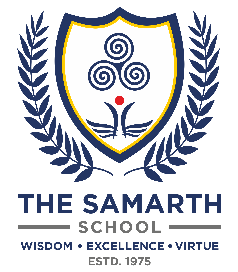 THE SAMARTH
SCHOOL
WISDOM • EXCELLENCE • VIRTUE
ESTD. 1975